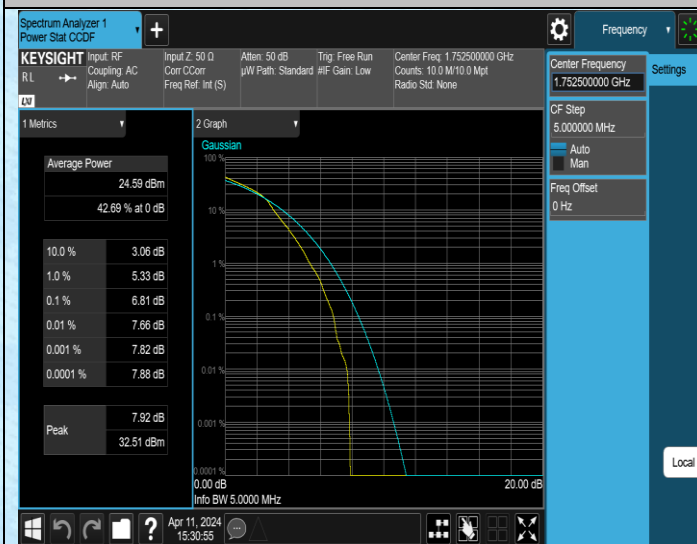 Spectrum Analyzer 1
Power Stat CCDF
Frequency
KEYSIGHT
RL
LXI
Input: RF
Coupling: AC
Align: Auto
Input Z: 50 Ω
Corr CCorr
Freq Ref: Int (S)
Atten: 50 dB
µW Path: Standard
Trig: Free Run
#IF Gain: Low
Center Freq: 1.752500000 GHz
Counts: 10.0 M/10.0 Mpt
Radio Std: None
Center Frequency
1.752500000 GHz
Settings
CF Step
5.000000 MHz
Auto
Man
Freq Offset
0 Hz
1 Metrics
Average Power
24.59 dBm
42.69 % at 0 dB
10.0 % 3.06 dB
1.0 % 5.33 dB
0.1 % 6.81 dB
0.01 % 7.66 dB
0.001 % 7.82 dB
0.0001 % 7.88 dB
Peak
7.92 dB
32.51 dBm
2 Graph
Gaussian
100 %
10 %
1 %
0.1 %
0.01 %
0.001 %
0.0001 %
0.00 dB 20.00 dB
Info BW 5.0000 MHz
Local
?
Apr 11, 2024
15:30:55